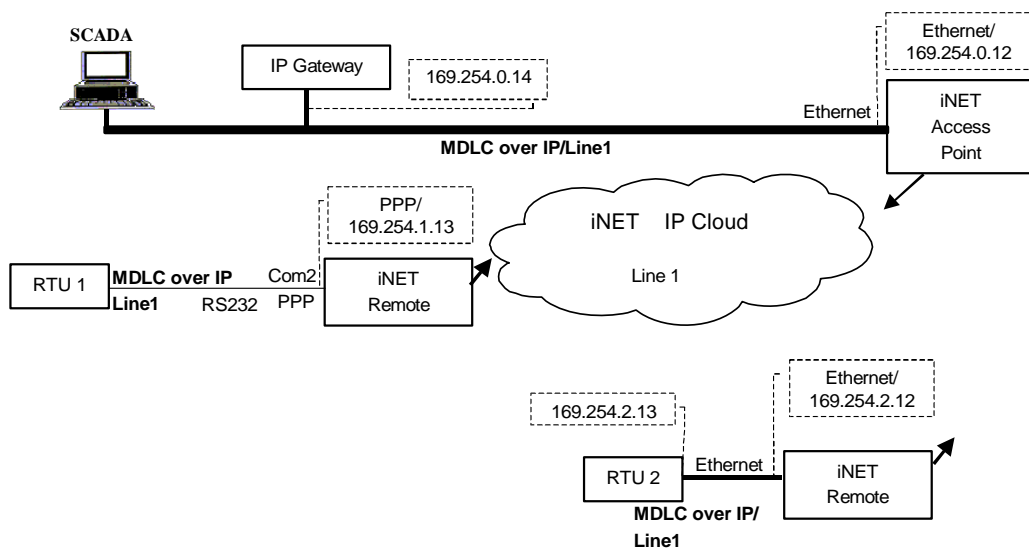 SCADA
IP Gateway
169.254.0.14
Ethernet/
169.254.0.12
Ethernet
iNET
Access
Point
MDLC over IP/Line1
PPP/
169.254.1.13
iNET IP Cloud
Line 1
RTU 1
MDLC over IP
Line1
RS232
Com2
PPP
iNET
Remote
169.254.2.13
Ethernet/
169.254.2.12
RTU 2
Ethernet
iNET
Remote
MDLC over IP/
Line1